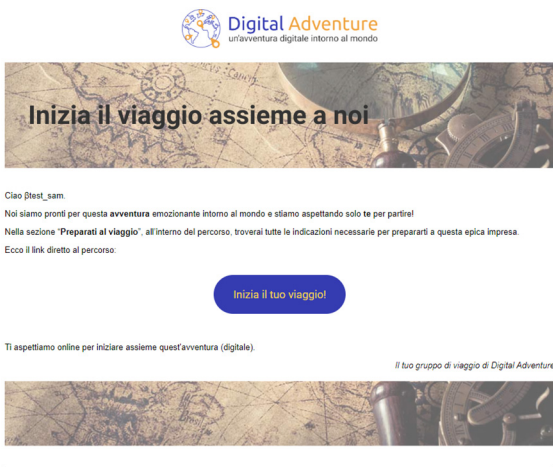 Digital Adventure
un'avventura digitale intorno al mondo
Inizia il viaggio assieme a noi
Ciao βtest_sam.
Noi siamo pronti per questa avventura emozionante intorno al mondo e stiamo aspettando solo te per partire!
Nella sezione “Preparati al viaggio”, all’interno del percorso, troverai tutte le indicazioni necessarie per prepararti a questa epica impresa.
Ecco il link diretto al percorso:
Inizia il tuo viaggio!
Ti aspettiamo online per iniziare assieme quest’avventura (digitale).
Il tuo gruppo di viaggio di Digital Adventure